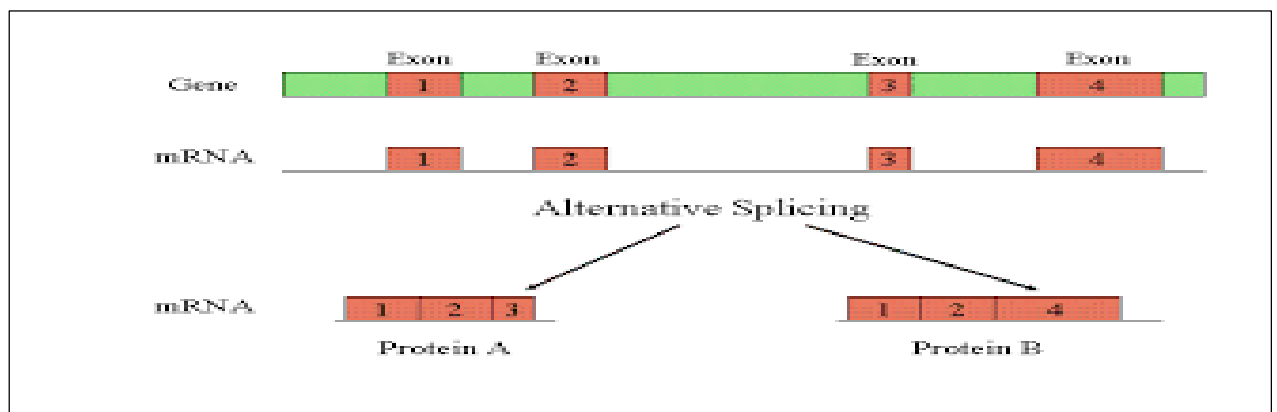 Exon Exon Exon Exon
Gene 1 2 3 4
mRNA 1 2 3 4
Alternative Splicing
mRNA 1 2 3 1 2 4
Protein A Protein B